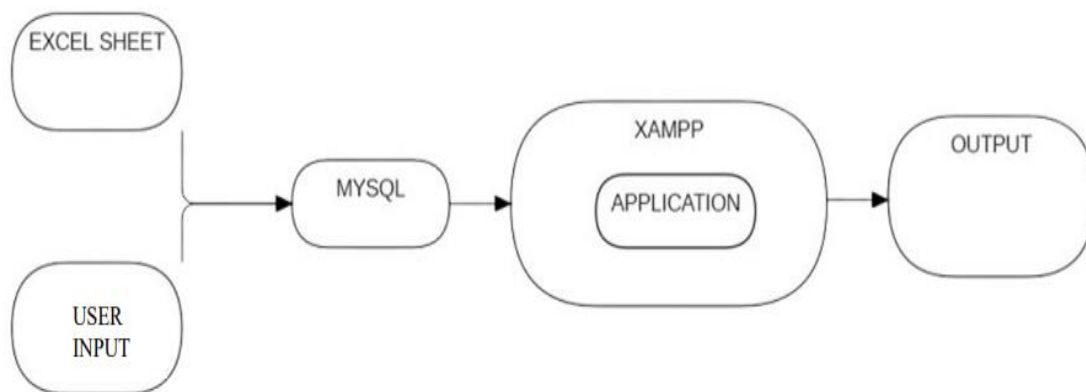 EXCEL SHEET
USER
INPUT
MYSQL
XAMPP
APPLICATION
OUTPUT